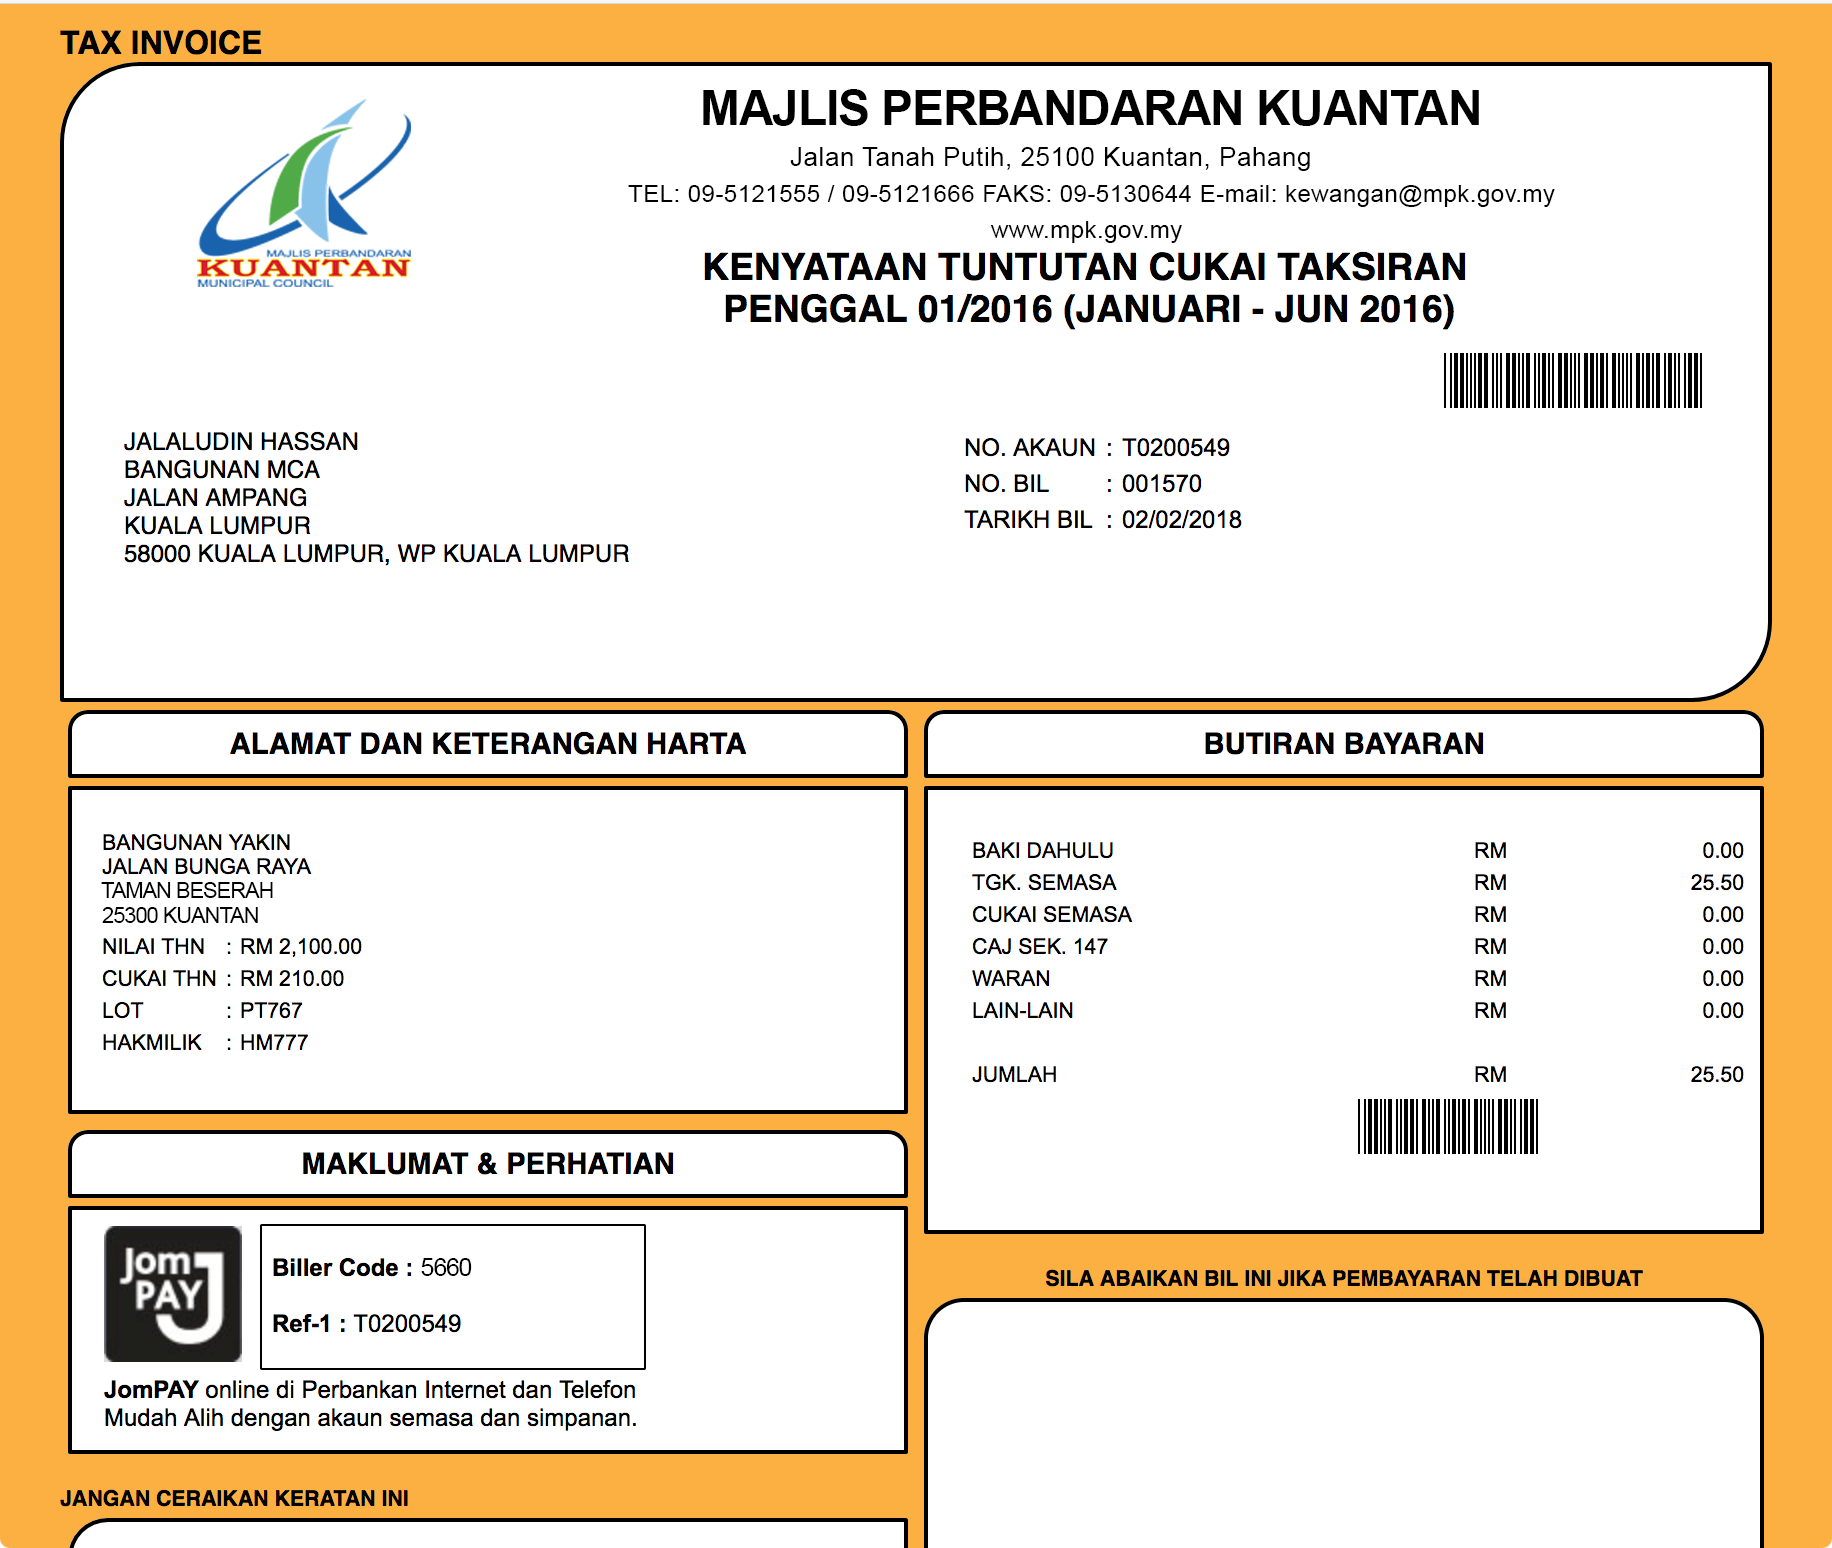 TAX INVOICE
MAJLIS PERBANDARAN
KUANTAN
MUNICIPAL COUNCIL
MAJLIS PERBANDARAN KUANTAN
Jalan Tanah Putih, 25100 Kuantan, Pahang
TEL: 09-5121555 / 09-5121666 FAKS: 09-5130644 E-mail: kewangan@mpk.gov.my
www.mpk.gov.my
KENYATAAN TUNTUTAN CUKAI TAKSIRAN
PENGGAL 01/2016 (JANUARI - JUN 2016)
JALALUDIN HASSAN
BANGUNAN MCA
JALAN AMPANG
KUALA LUMPUR
58000 KUALA LUMPUR, WP KUALA LUMPUR
NO. AKAUN : T0200549
NO. BIL : 001570
TARIKH BIL : 02/02/2018
ALAMAT DAN KETERANGAN HARTA
BANGUNAN YAKIN
JALAN BUNGA RAYA
TAMAN BESERAH
25300 KUANTAN
NILAI THN : RM 2,100.00
CUKAI THN : RM 210.00
LOT : PT767
HAKMILIK : HM777
BUTIRAN BAYARAN
BAKI DAHULU RM 0.00
TGK. SEMASA RM 25.50
CUKAI SEMASA RM 0.00
CAJ SEK. 147 RM 0.00
WARAN RM 0.00
LAIN-LAIN RM 0.00
JUMLAH RM 25.50
MAKLUMAT & PERHATIAN
Jom
PAY
Biller Code : 5660
Ref-1 : T0200549
JomPAY online di Perbankan Internet dan Telefon
Mudah Alih dengan akaun semasa dan simpanan.
SILA ABAIKAN BIL INI JIKA PEMBAYARAN TELAH DIBUAT
JANGAN CERAIKAN KERATAN INI